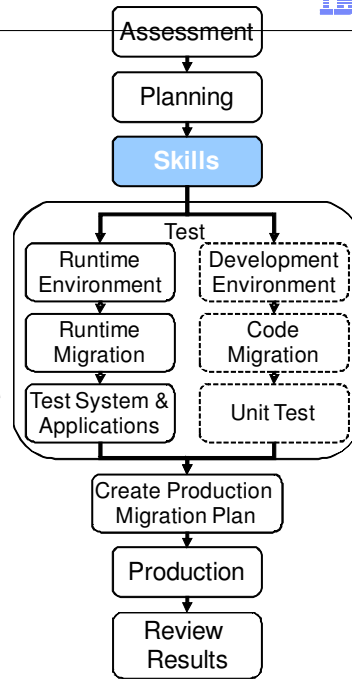 IBM
Assessment
Planning
Skills
Test
Runtime
Environment
Development
Environment
Runtime
Migration
Code
Migration
Test System &
Applications
Unit Test
Create Production
Migration Plan
Production
Review
Results